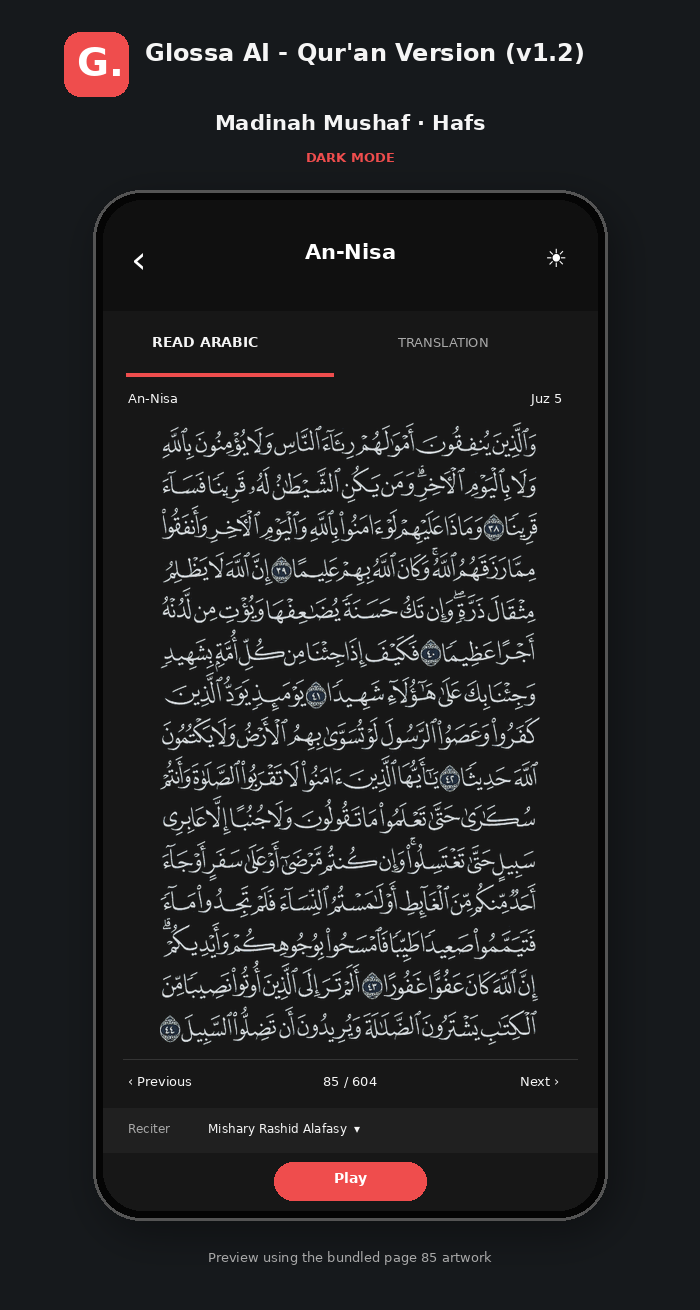 G.
Glossa AI - Qur'an Version (v1.2)
Madinah Mushaf · Hafs
DARK MODE
‹
An-Nisa
☀
READ ARABIC
TRANSLATION
An-Nisa
Juz 5
وَٱلَّذِينَ يُنفِقُونَ أَمْوَٰلَهُمْ رِئَآءَ ٱلنَّاسِ وَلَا يُؤْمِنُونَ بِٱللَّهِ
وَلَا بِٱلْيَوْمِ ٱلْـَٔاخِرِ ۗ وَمَن يَكُنِ ٱلشَّيْطَٰنُ لَهُۥ قَرِينًا فَسَآءَ
قَرِينًا ٣٨ وَمَاذَا عَلَيْهِمْ لَوْ ءَامَنُوا۟ بِٱللَّهِ وَٱلْيَوْمِ ٱلْـَٔاخِرِ وَأَنفَقُوا۟
مِمَّا رَزَقَهُمُ ٱللَّهُ ۚ وَكَانَ ٱللَّهُ بِهِمْ عَلِيمًا ٣٩ إِنَّ ٱللَّهَ لَا يَظْلِمُ
مِثْقَالَ ذَرَّةٍ ۖ وَإِن تَكُ حَسَنَةً يُضَٰعِفْهَا وَيُؤْتِ مِن لَّدُنْهُ
أَجْرًا عَظِيمًا ٤٠ فَكَيْفَ إِذَا جِئْنَا مِن كُلِّ أُمَّةٍۭ بِشَهِيدٍ
وَجِئْنَا بِكَ عَلَىٰ هَٰٓؤُلَآءِ شَهِيدًا ٤١ يَوْمَئِذٍ يَوَدُّ ٱلَّذِينَ
كَفَرُوا۟ وَعَصَوُا۟ ٱلرَّسُولَ لَوْ تُسَوَّىٰ بِهِمُ ٱلْأَرْضُ وَلَا يَكْتُمُونَ
ٱللَّهَ حَدِيثًا ٤٢ يَٰٓأَيُّهَا ٱلَّذِينَ ءَامَنُوا۟ لَا تَقْرَبُوا۟ ٱلصَّلَوٰةَ وَأَنتُمْ
سُكَٰرَىٰ حَتَّىٰ تَعْلَمُوا۟ مَا تَقُولُونَ وَلَا جُنُبًا إِلَّا عَابِرِى
سَبِيلٍ حَتَّىٰ تَغْتَسِلُوا۟ ۚ وَإِن كُنتُم مَّرْضَىٰٓ أَوْ عَلَىٰ سَفَرٍ أَوْ جَآءَ
أَحَدٌ مِّنكُم مِّنَ ٱلْغَآئِطِ أَوْ لَٰمَسْتُمُ ٱلنِّسَآءَ فَلَمْ تَجِدُوا۟ مَآءً
فَتَيَمَّمُوا۟ صَعِيدًا طَيِّبًا فَٱمْسَحُوا۟ بِوُجُوهِكُمْ وَأَيْدِيكُمْ ۗ
إِنَّ ٱللَّهَ كَانَ عَفُوًّا غَفُورًا ٤٣ أَلَمْ تَرَ إِلَى ٱلَّذِينَ أُوتُوا۟ نَصِيبًا مِّنَ
ٱلْكِتَٰبِ يَشْتَرُونَ ٱلضَّلَٰلَةَ وَيُرِيدُونَ أَن تَضِلُّوا۟ ٱلسَّبِيلَ ٤٤
‹ Previous
85 / 604
Next ›
Reciter
Mishary Rashid Alafasy ▾
Play
Preview using the bundled page 85 artwork